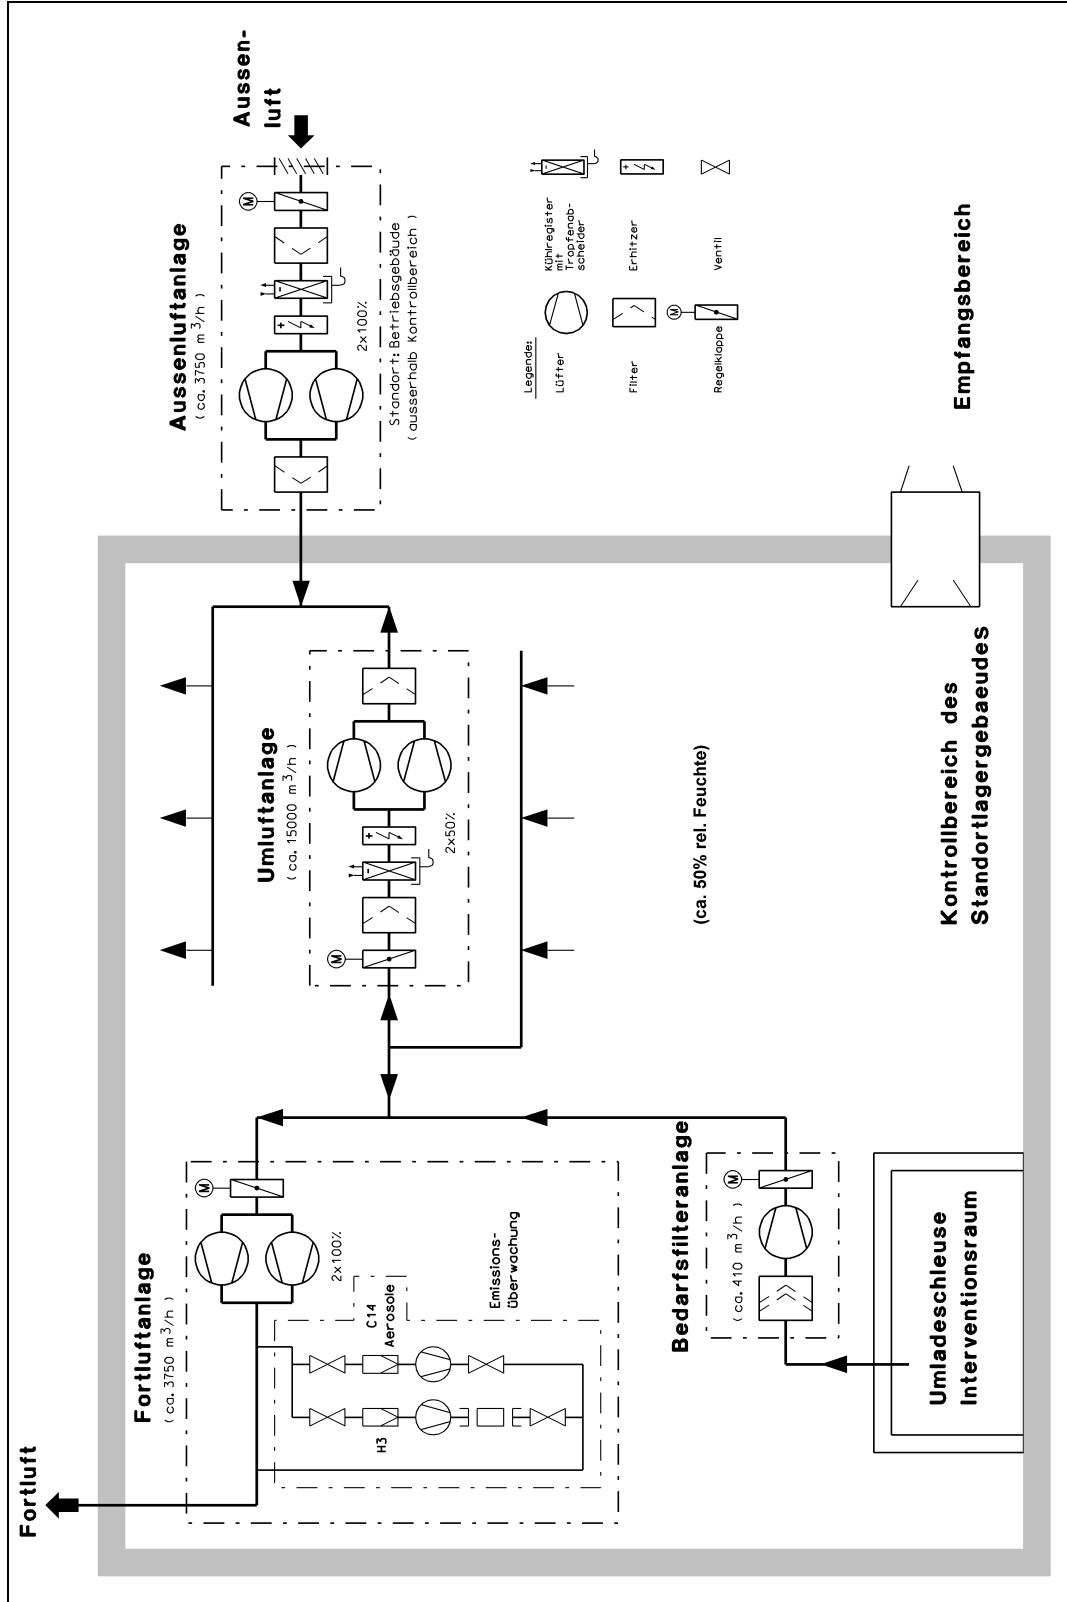 Aussen-
luft
Aussenluftanlage
( ca. 3750 m³/h )
M
2x100%
Standort: Betriebsgebäude
( ausserhalb Kontrollbereich )
Legende:
Lüfter
Kühlregister
mit
Tropfenab-
scheider
Filter
Erhitzer
M
Regelklappe
Ventil
Empfangsbereich
Umluftanlage
( ca. 15000 m³/h )
M
2x50%
(ca. 50% rel. Feuchte)
Kontrollbereich des
Standortlagergebaeudes
Fortluft
Fortluftanlage
( ca. 3750 m³/h )
M
2x100%
C14
Aerosole
H3
Emissions-
überwachung
Bedarfsfilteranlage
( ca. 410 m³/h )
M
Umladeschleuse
Interventionsraum